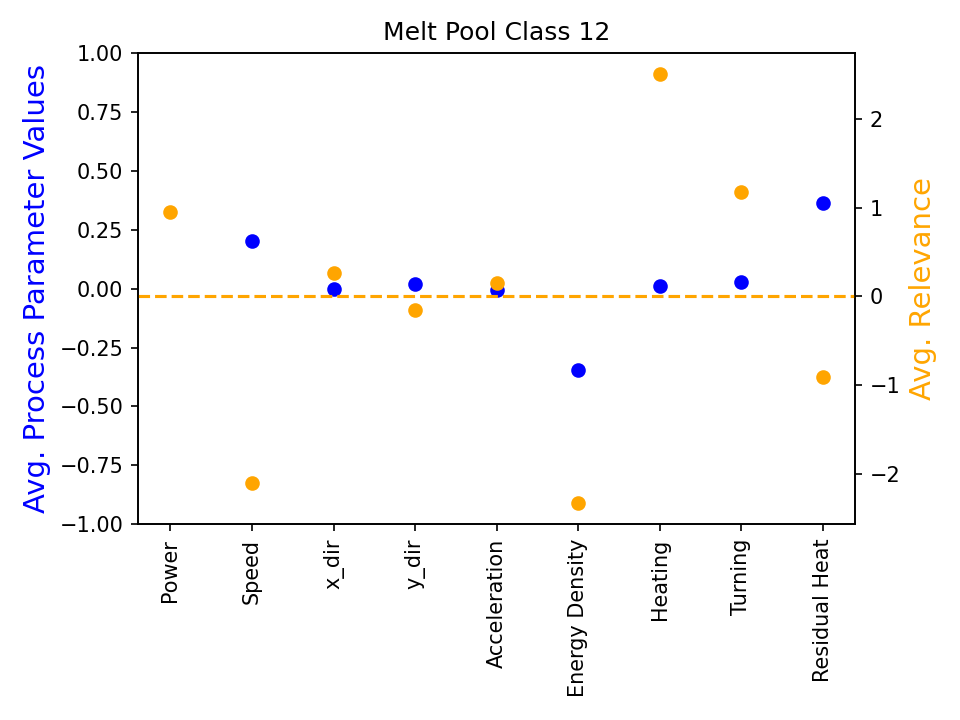 Melt Pool Class 12
Avg. Process Parameter Values
1.00
0.75
0.50
0.25
0.00
−0.25
−0.50
−0.75
−1.00
2
1
0
−1
−2
Avg. Relevance
Power
Speed
x_dir
y_dir
Acceleration
Energy Density
Heating
Turning
Residual Heat